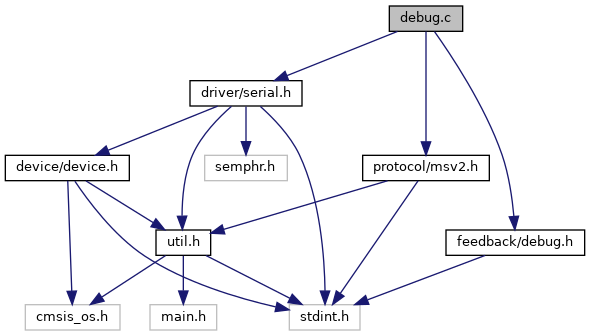 debug.c
driver/serial.h
device/device.h
semphr.h
protocol/msv2.h
util.h
feedback/debug.h
cmsis_os.h
main.h
stdint.h